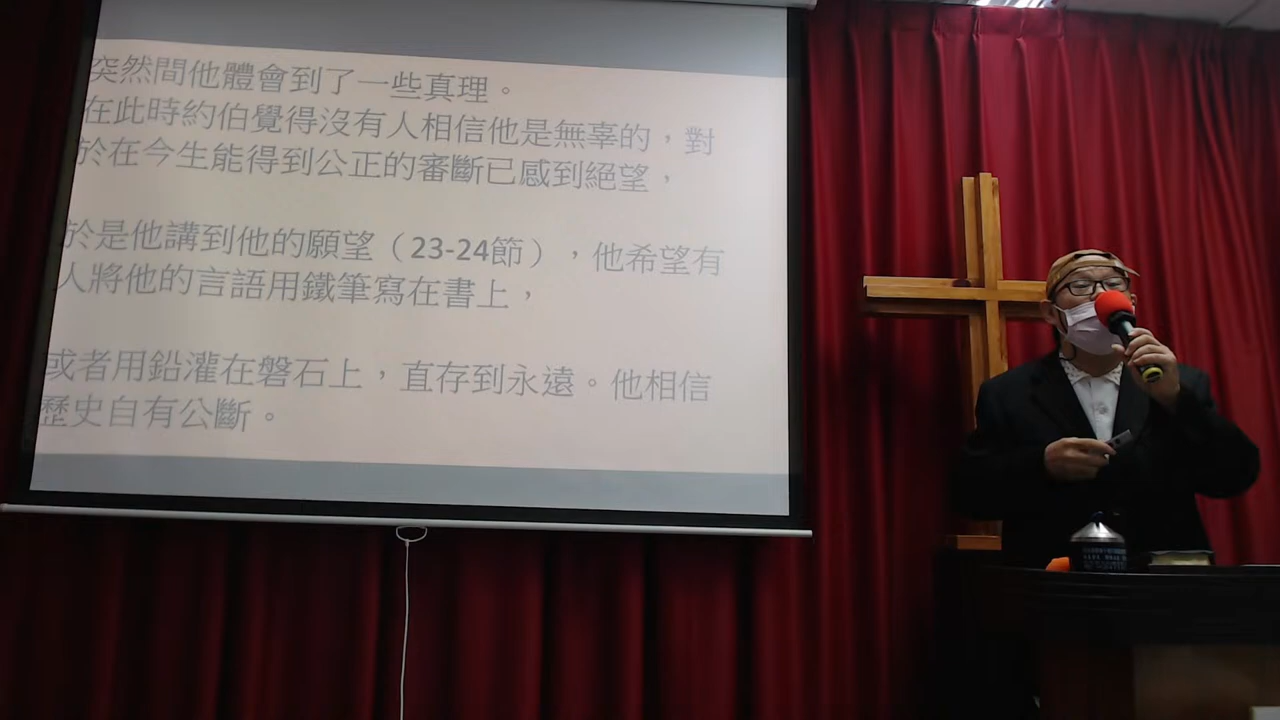 突然間他體會到了一些真理。
在此時約伯覺得沒有人相信他是無辜的，對
於在今生能得到公正的審斷已感到絕望，
於是他講到他的願望（23-24節），他希望有
人將他的言語用鐵筆寫在書上，
或者用鉛灌在磐石上，直存到永遠。他相信
歷史自有公斷。